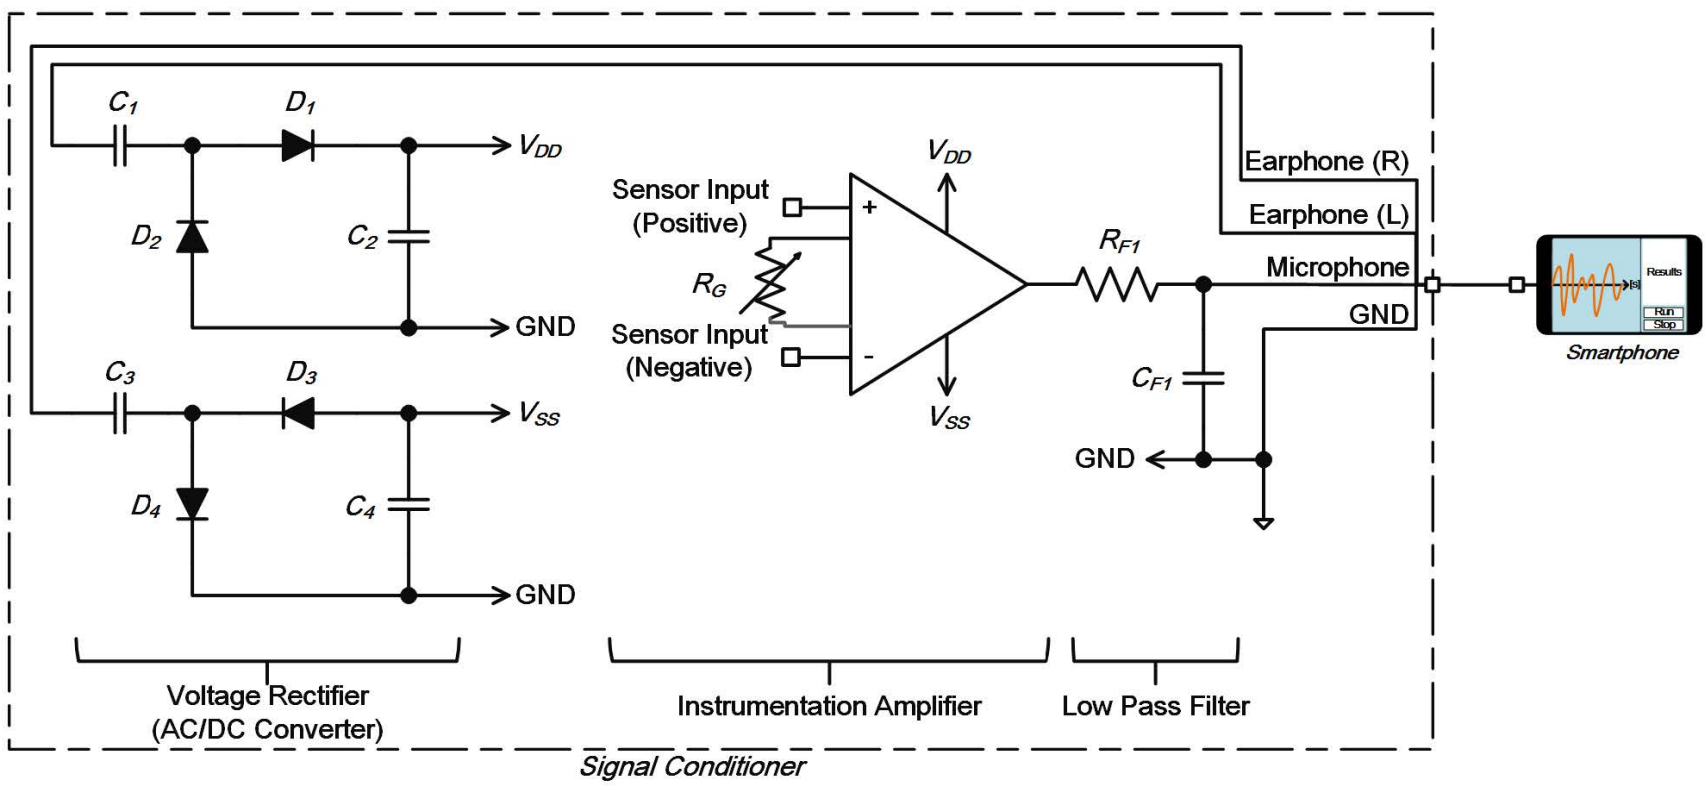 C1
D1
VDD
D2
C2
GND
C3
D3
VSS
D4
C4
GND
Voltage Rectifier
(AC/DC Converter)
Sensor Input
(Positive)
+
RG
Sensor Input
(Negative)
-
VDD
VSS
Instrumentation Amplifier
RF1
CF1
GND
Low Pass Filter
Earphone (R)
Earphone (L)
Microphone
GND
[s]
Results
Run
Stop
Smartphone
Signal Conditioner